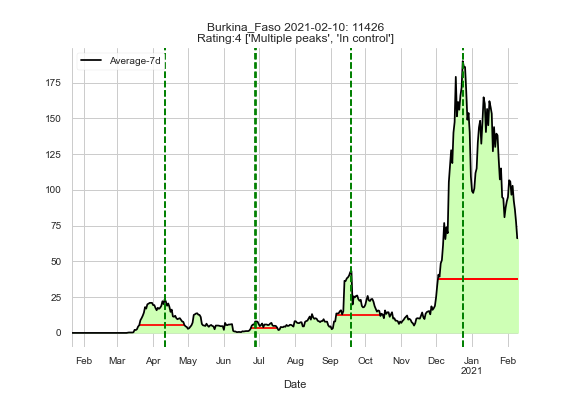 Burkina_Faso 2021-02-10: 11426
Rating:4 ['Multiple peaks', 'In control']
Average-7d
175
150
125
100
75
50
25
0
Feb Mar Apr May Jun Jul Aug Sep Oct Nov Dec Jan Feb
2021
Date